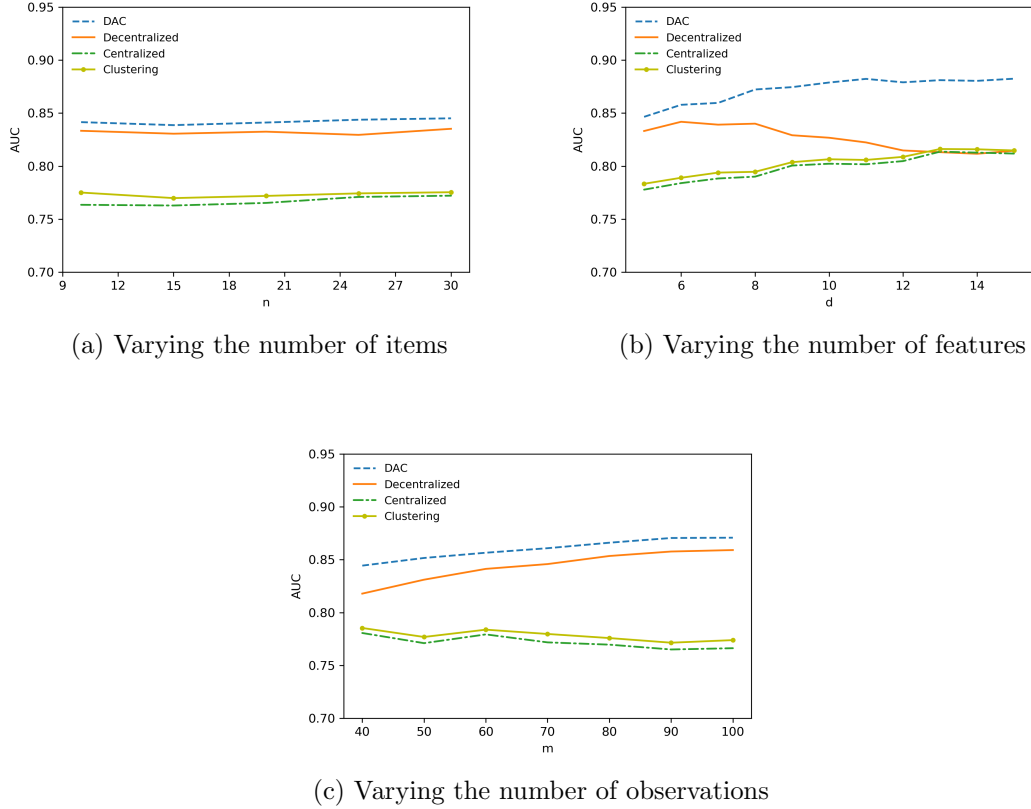 0.95
0.90
0.85
0.80
0.75
0.70
AUC
DAC
Decentralized
Centralized
Clustering
9 12 15 18 21 24 27 30
n
(a) Varying the number of items
0.95
0.90
0.85
0.80
0.75
0.70
AUC
DAC
Decentralized
Centralized
Clustering
6 8 10 12 14
d
(b) Varying the number of features
0.95
0.90
0.85
0.80
0.75
0.70
AUC
DAC
Decentralized
Centralized
Clustering
40 50 60 70 80 90 100
m
(c) Varying the number of observations